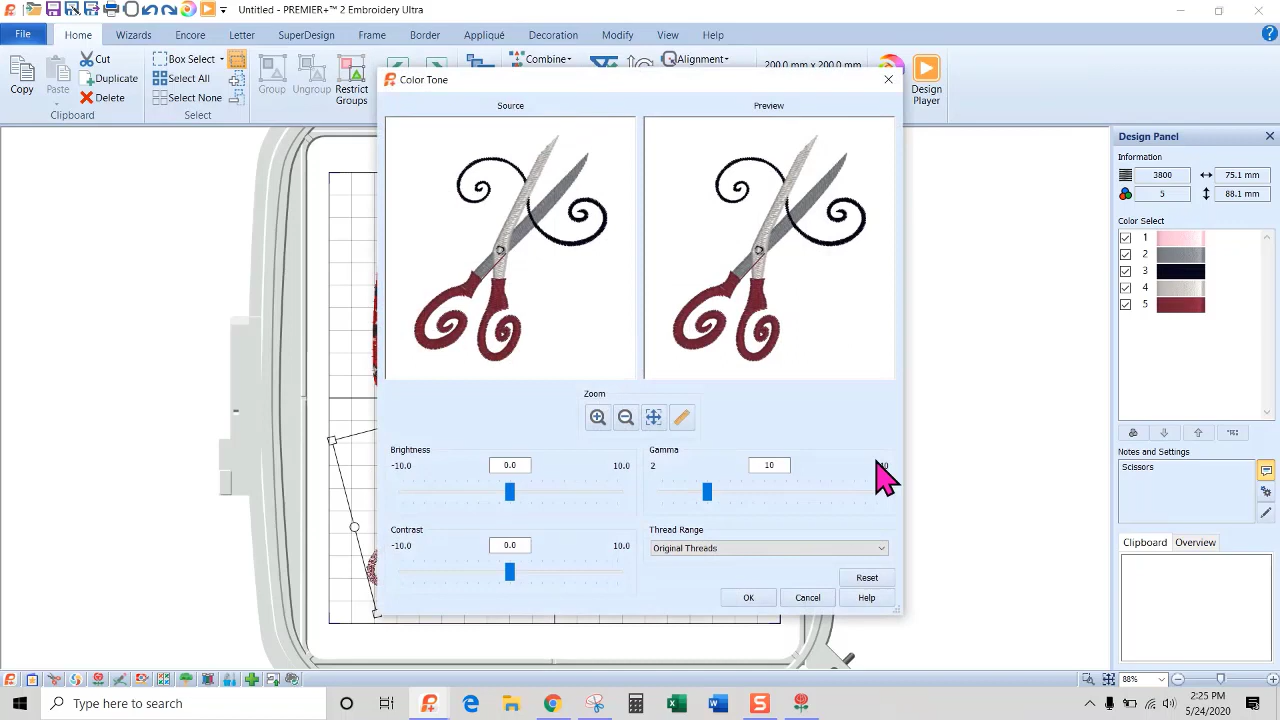 Untitled - PREMIER+™ 2 Embroidery Ultra
File Home Wizards Encore Letter SuperDesign Frame Border Appliqué Decoration Modify View Help
Copy
Paste
Cut
Duplicate
Delete
Clipboard
Box Select
Select All
Select None
Select
Group
Ungroup
Restrict Groups
Combine
Alignment
200.0 mm x 200.0 mm
Design Player
Color Tone
Source
Preview
Zoom
Brightness
-10.0 0.0 10.0
Gamma
2 10
Contrast
-10.0 0.0 10.0
Thread Range
Original Threads
Reset
OK Cancel Help
Design Panel
Information
3800 75.1 mm
5 88.1 mm
Color Select
1
2
3
4
5
Notes and Settings
Scissors
Clipboard Overview
88%
Type here to search
5/24/2020